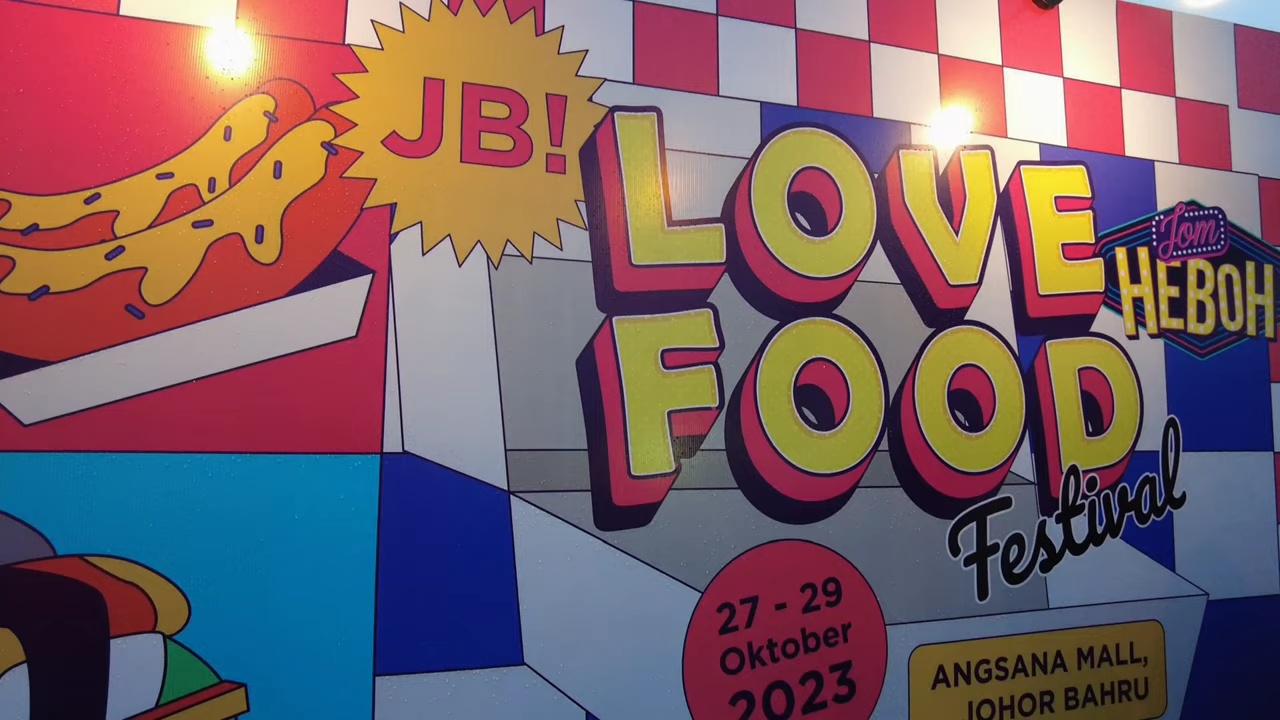 JB!
LOVE
FOOD
Festival
Jom
HEBOH
27 - 29
Oktober
2023
ANGSANA MALL,
JOHOR BAHRU